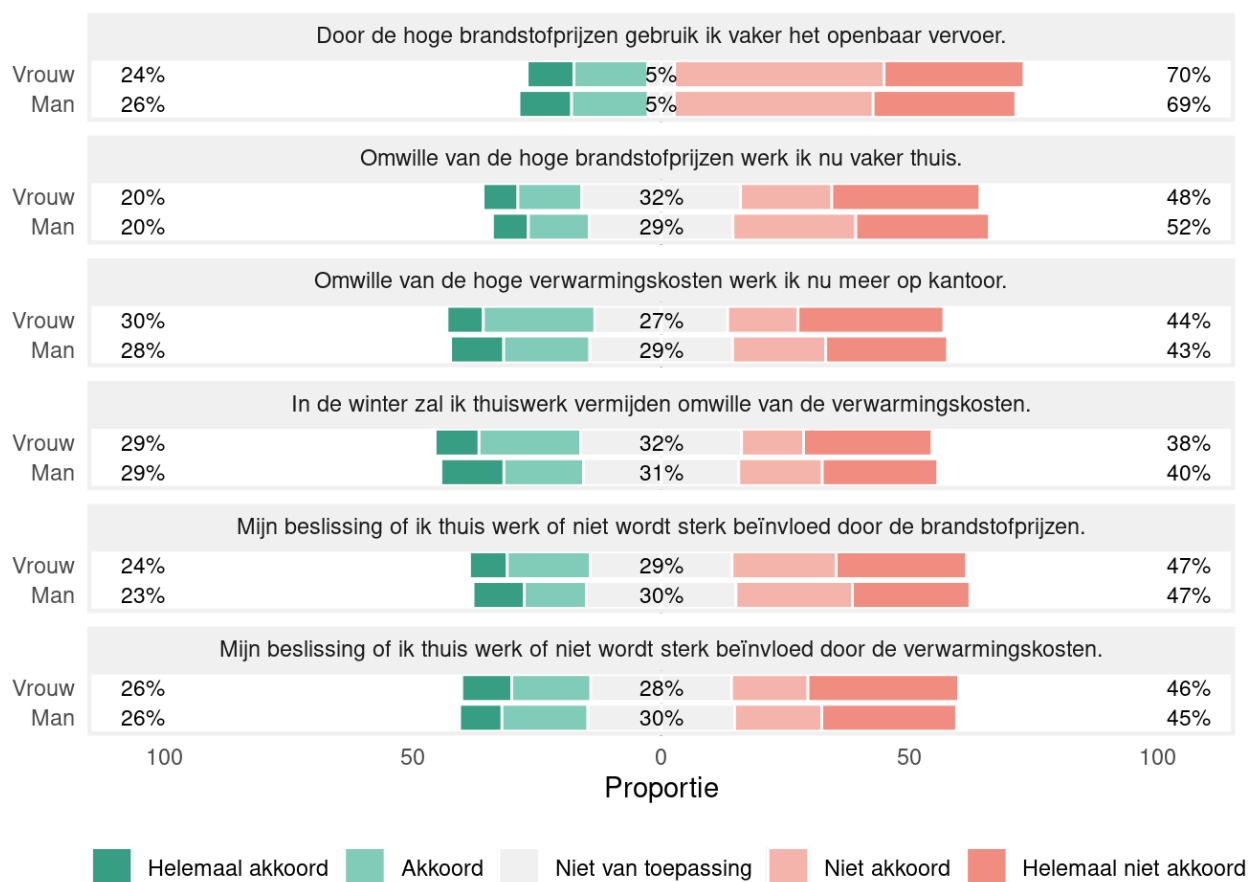 Door de hoge brandstofprijzen gebruik ik vaker het openbaar vervoer.
Vrouw 24% 5% 70%
Man 26% 5% 69%
Omwille van de hoge brandstofprijzen werk ik nu vaker thuis.
Vrouw 20% 32% 48%
Man 20% 29% 52%
Omwille van de hoge verwarmingskosten werk ik nu meer op kantoor.
Vrouw 30% 27% 44%
Man 28% 29% 43%
In de winter zal ik thuiswerk vermijden omwille van de verwarmingskosten.
Vrouw 29% 32% 38%
Man 29% 31% 40%
Mijn beslissing of ik thuis werk of niet wordt sterk beïnvloed door de brandstofprijzen.
Vrouw 24% 29% 47%
Man 23% 30% 47%
Mijn beslissing of ik thuis werk of niet wordt sterk beïnvloed door de verwarmingskosten.
Vrouw 26% 28% 46%
Man 26% 30% 45%
100 50 0 50 100
Proportie
Helemaal akkoord Akkoord Niet van toepassing Niet akkoord Helemaal niet akkoord